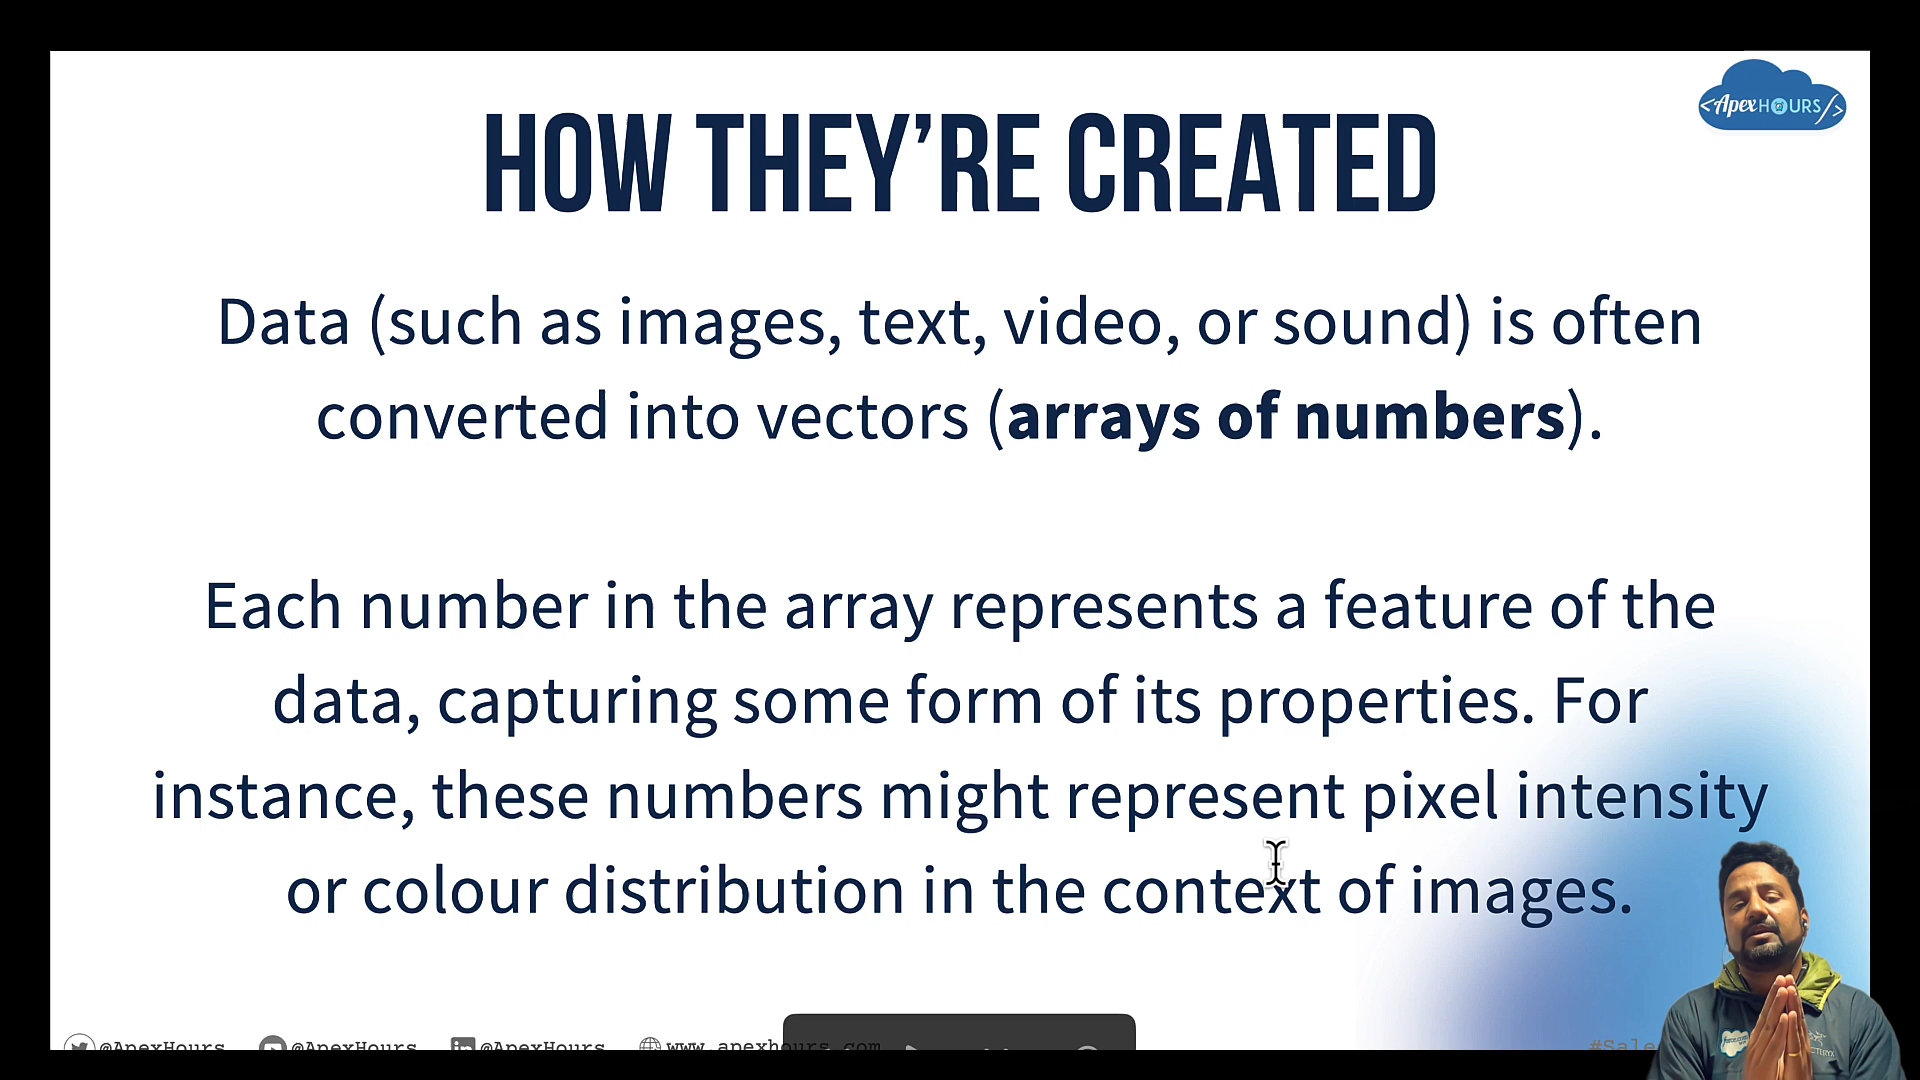 <ApexHOURS/>
HOW THEY’RE CREATED
Data (such as images, text, video, or sound) is often
converted into vectors (arrays of numbers).
Each number in the array represents a feature of the
data, capturing some form of its properties. For
instance, these numbers might represent pixel intensity
or colour distribution in the context of images.
@ApexHours @ApexHours @ApexHours www.apexhours.com